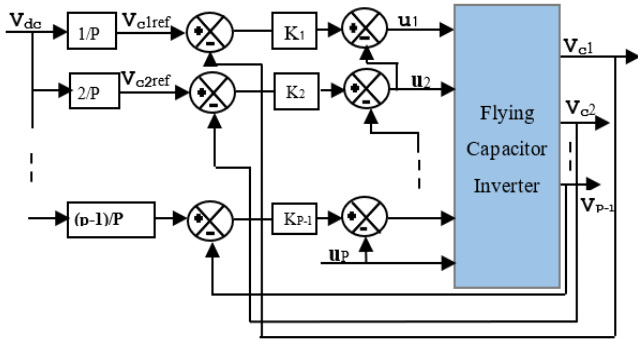 Vdc
1/P
Vc1ref
K1
u1
Vc1
2/P
Vc2ref
K2
u2
Vc2
Flying
Capacitor
Inverter
(p-1)/P
KP-1
VP-1
uP